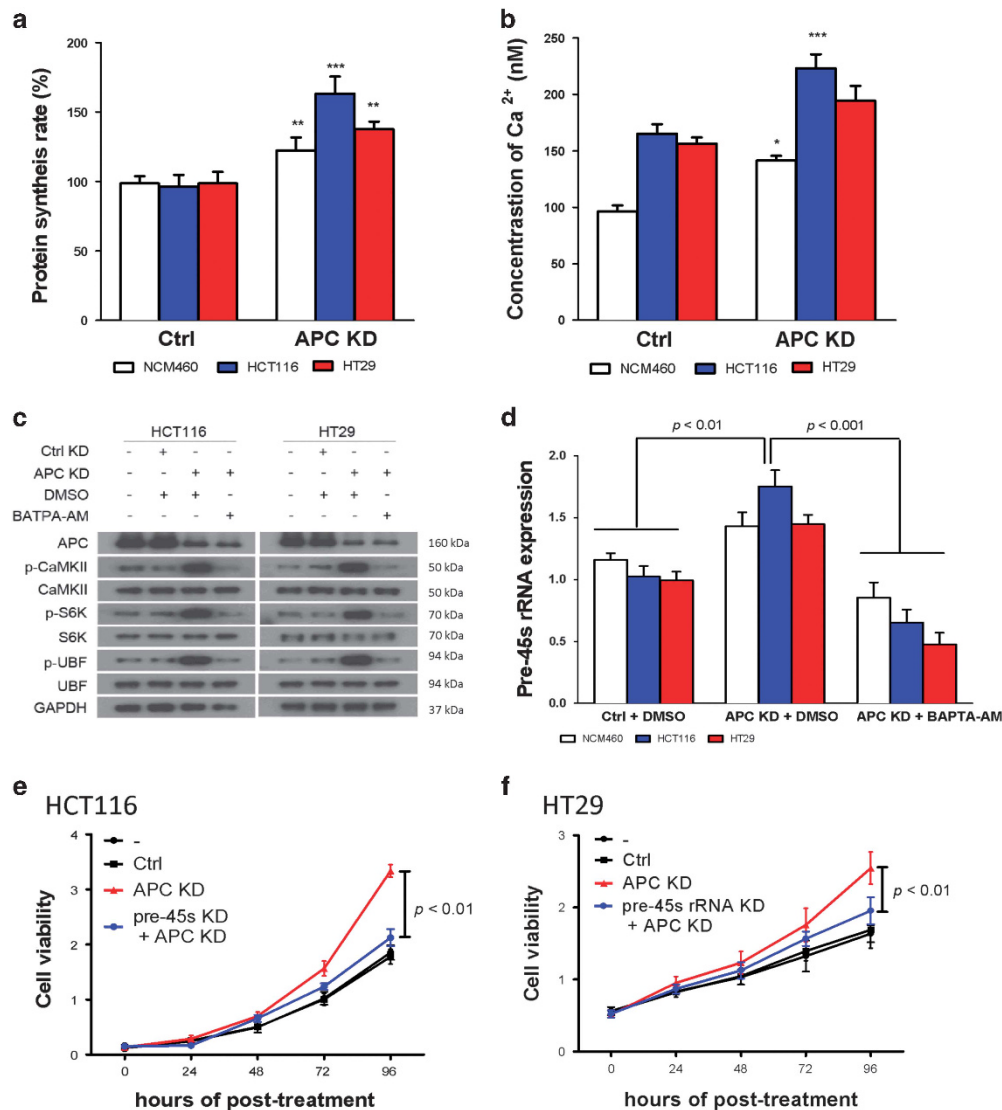 a
Protein syntheis rate (%)
200
150
100
50
0
** *** **
Ctrl APC KD
NCM460 HCT116 HT29
b
Concentrastion of Ca 2+ (nM)
250
200
150
100
50
0
* ***
Ctrl APC KD
NCM460 HCT116 HT29
c
HCT116 HT29
Ctrl KD - + - - - + - -
APC KD - - + + - - + +
DMSO - + + - - + + -
BATPA-AM - - - + - - - +
APC 160 kDa
p-CaMKII 50 kDa
CaMKII 50 kDa
p-S6K 70 kDa
S6K 70 kDa
p-UBF 94 kDa
UBF 94 kDa
GAPDH 37 kDa
d
p < 0.01 p < 0.001
Pre-45s rRNA expression
2.0
1.5
1.0
0.5
0.0
Ctrl + DMSO APC KD + DMSO APC KD + BAPTA-AM
NCM460 HCT116 HT29
e
HCT116
-
Ctrl
APC KD
pre-45s KD
+ APC KD
p < 0.01
Cell viability
4
3
2
1
0
0 24 48 72 96
hours of post-treatment
f
HT29
-
Ctrl
APC KD
pre-45s rRNA KD
+ APC KD
p < 0.01
Cell viability
3
2
1
0
0 24 48 72 96
hours of post-treatment